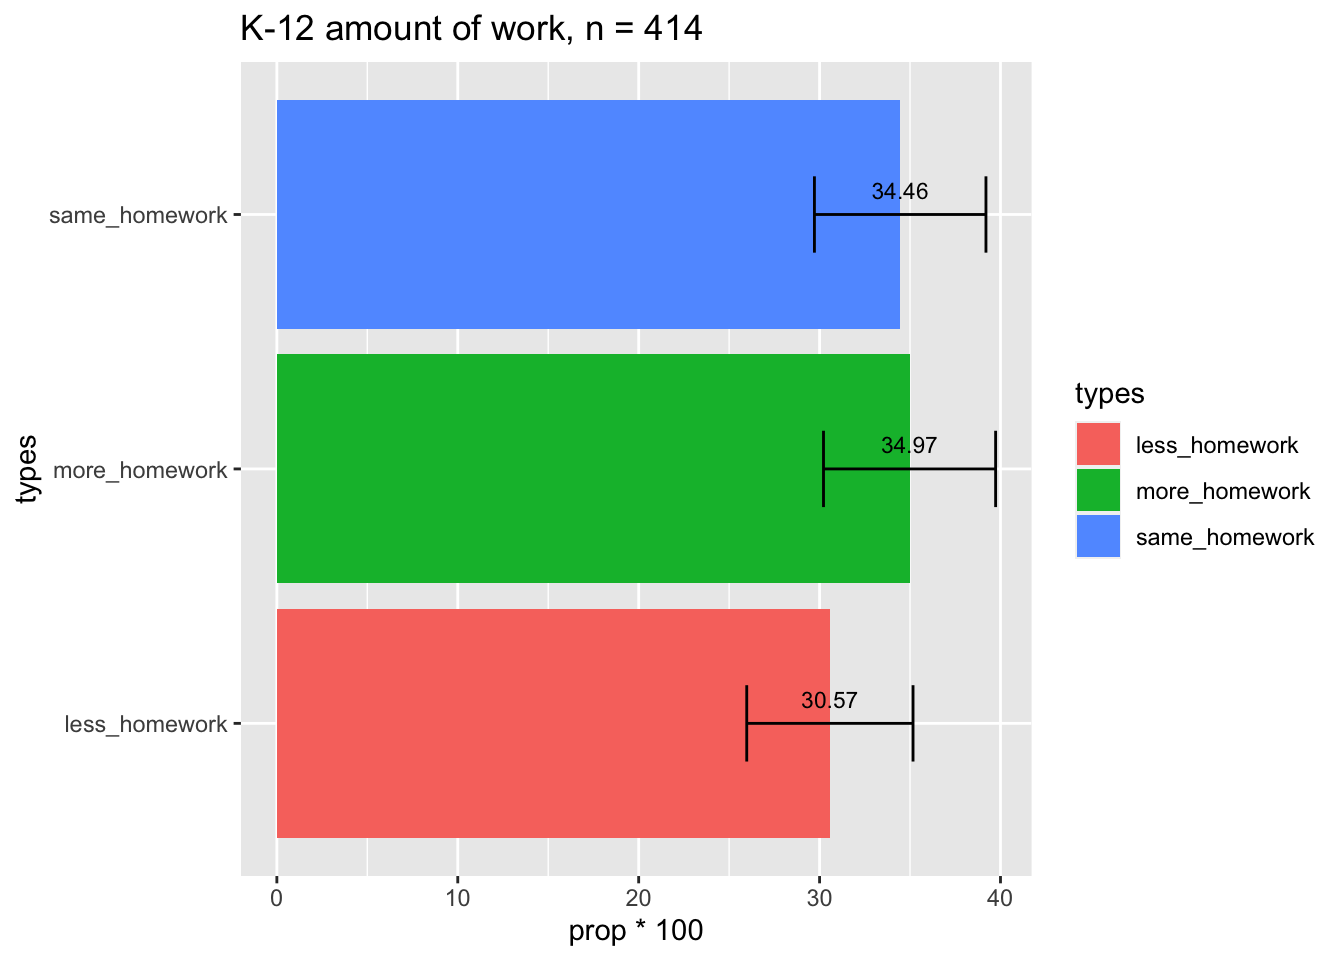 K-12 amount of work, n = 414
types
same_homework
34.46
more_homework
34.97
less_homework
30.57
0 10 20 30 40
prop * 100
types
less_homework
more_homework
same_homework